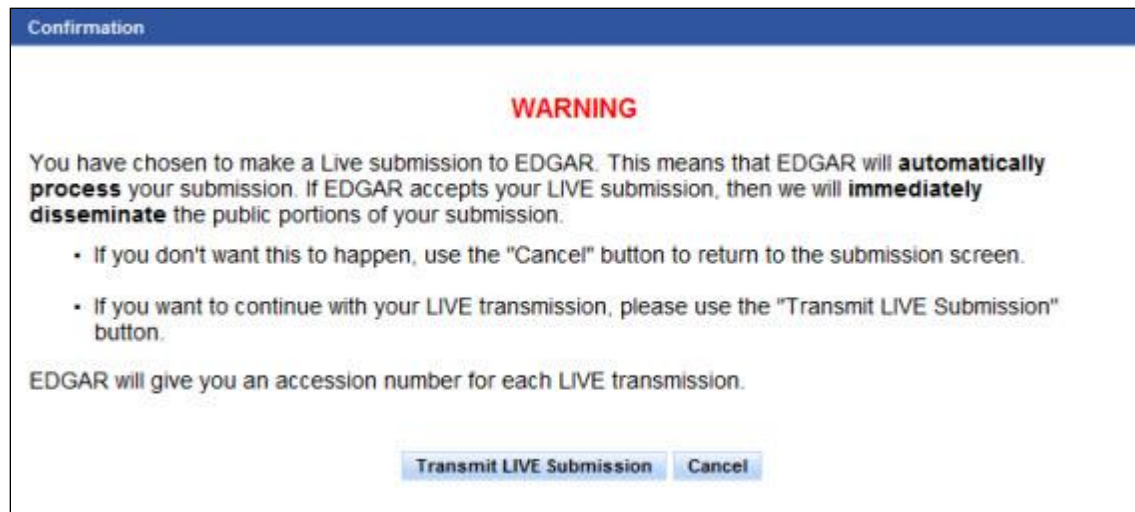 Confirmation
WARNING
You have chosen to make a Live submission to EDGAR. This means that EDGAR will automatically
process your submission. If EDGAR accepts your LIVE submission, then we will immediately
disseminate the public portions of your submission.
• If you don't want this to happen, use the "Cancel" button to return to the submission screen.
• If you want to continue with your LIVE transmission, please use the "Transmit LIVE Submission"
button.
EDGAR will give you an accession number for each LIVE transmission.
Transmit LIVE Submission Cancel